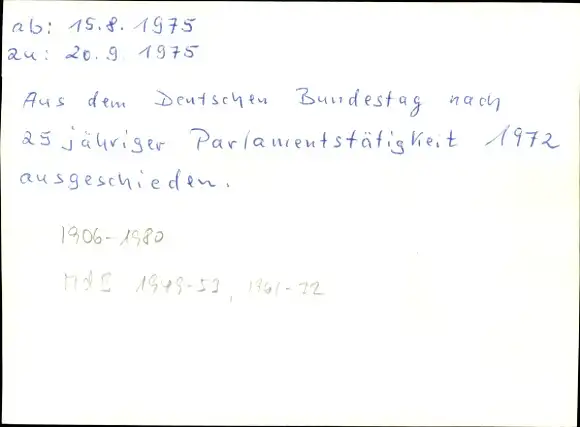 ab: 15.8.1975
zu: 20.9.1975
Aus dem Deutschen Bundestag nach
25 jähriger Parlamentstätigkeit 1972
ausgeschieden.
1906-1980
MdB 1949-53, 1961-72